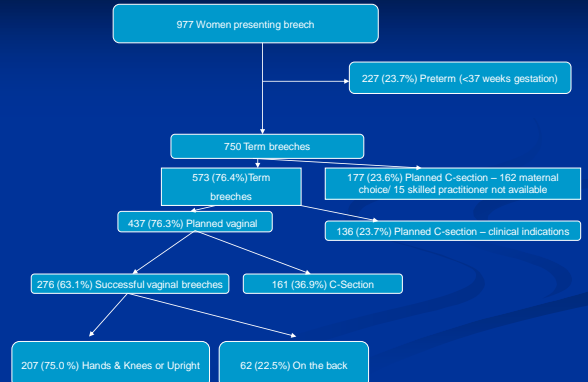 977 Women presenting breech
227 (23.7%) Preterm (<37 weeks gestation)
750 Term breeches
573 (76.4%)Term
breeches
177 (23.6%) Planned C-section – 162 maternal
choice/ 15 skilled practitioner not available
437 (76.3%) Planned vaginal
136 (23.7%) Planned C-section – clinical indications
276 (63.1%) Successful vaginal breeches
161 (36.9%) C-Section
207 (75.0 %) Hands & Knees or Upright
62 (22.5%) On the back